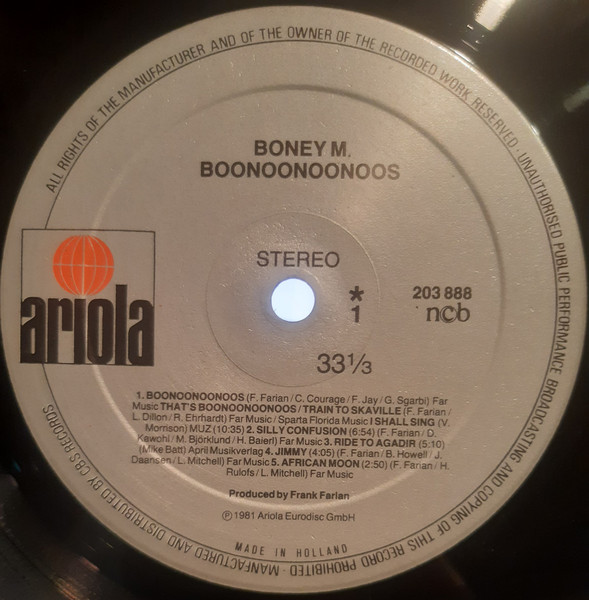 ALL RIGHTS OF THE MANUFACTURER AND OF THE OWNER OF THE RECORDED WORK RESERVED · UNAUTHORISED PUBLIC PERFORMANCE BROADCASTING AND COPYING OF THIS RECORD PROHIBITED · MANUFACTURED AND DISTRIBUTED BY CBS RECORDS
BONEY M.
BOONOONOONOOS
STEREO
ariola
*
1
203 888
ncb
33 1/3
1. BOONOONOONOOS (F. Farian / C. Courage / F. Jay / G. Sgarbi) Far
Music THAT'S BOONOONOONOOS / TRAIN TO SKAVILLE (F. Farian /
L. Dillon / R. Ehrhardt) Far Music / Sparta Florida Music I SHALL SING (V.
Morrison) MUZ (10:35) 2. SILLY CONFUSION (6:54) (F. Farian / D.
Kawohl / M. Björklund / H. Baierl) Far Music 3. RIDE TO AGADIR (5:10)
(Mike Batt) April Musikverlag 4. JIMMY (4:05) (F. Farian / B. Howell / J.
Daansen / L. Mitchell) Far Music 5. AFRICAN MOON (2:50) (F. Farian / H.
Rulofs / L. Mitchell) Far Music
Produced by Frank Farian
Ⓟ 1981 Ariola Eurodisc GmbH
MADE IN HOLLAND